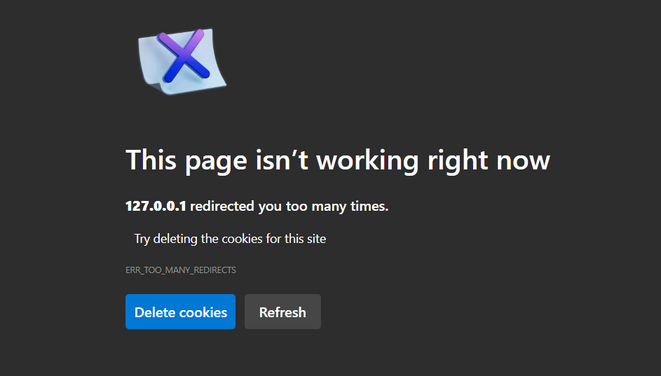 This page isn’t working right now
127.0.0.1 redirected you too many times.
Try deleting the cookies for this site
ERR_TOO_MANY_REDIRECTS
Delete cookies Refresh